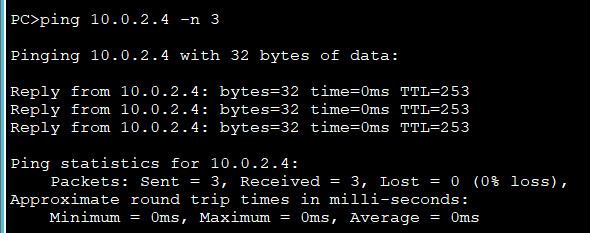 PC>ping 10.0.2.4 -n 3
Pinging 10.0.2.4 with 32 bytes of data:
Reply from 10.0.2.4: bytes=32 time=0ms TTL=253
Reply from 10.0.2.4: bytes=32 time=0ms TTL=253
Reply from 10.0.2.4: bytes=32 time=0ms TTL=253
Ping statistics for 10.0.2.4:
    Packets: Sent = 3, Received = 3, Lost = 0 (0% loss),
Approximate round trip times in milli-seconds:
    Minimum = 0ms, Maximum = 0ms, Average = 0ms